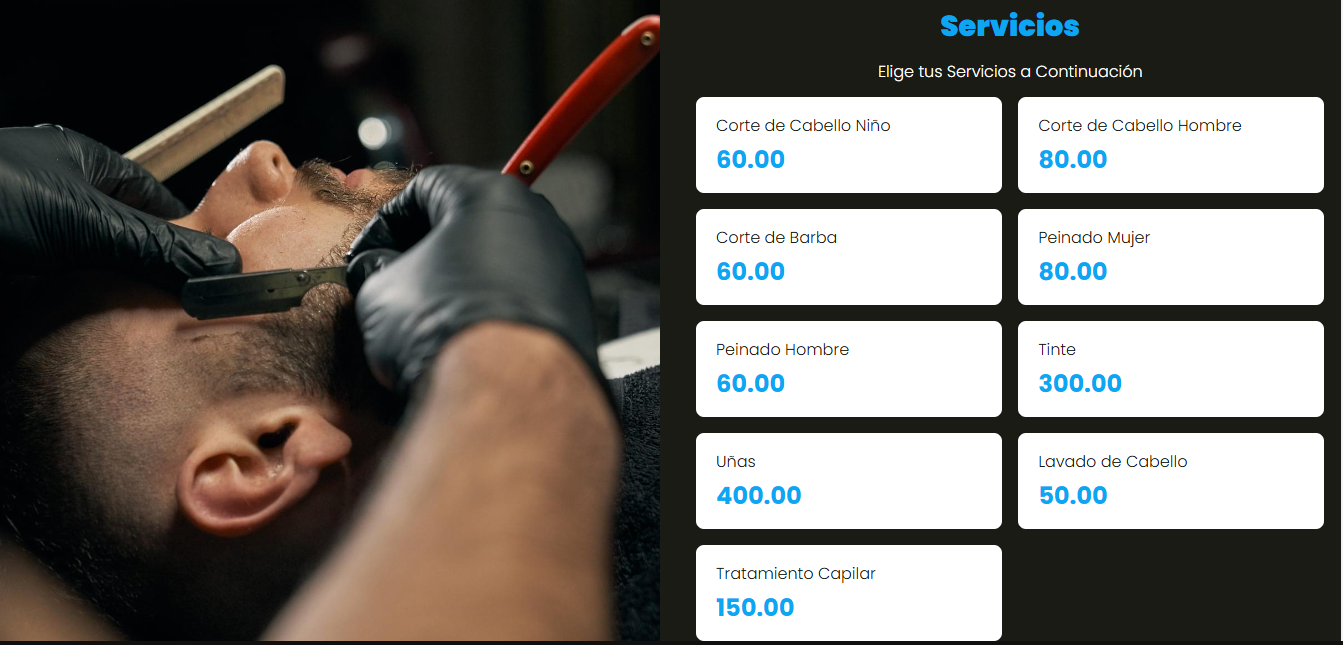 Servicios
Elige tus Servicios a Continuación
Corte de Cabello Niño
60.00
Corte de Cabello Hombre
80.00
Corte de Barba
60.00
Peinado Mujer
80.00
Peinado Hombre
60.00
Tinte
300.00
Uñas
400.00
Lavado de Cabello
50.00
Tratamiento Capilar
150.00